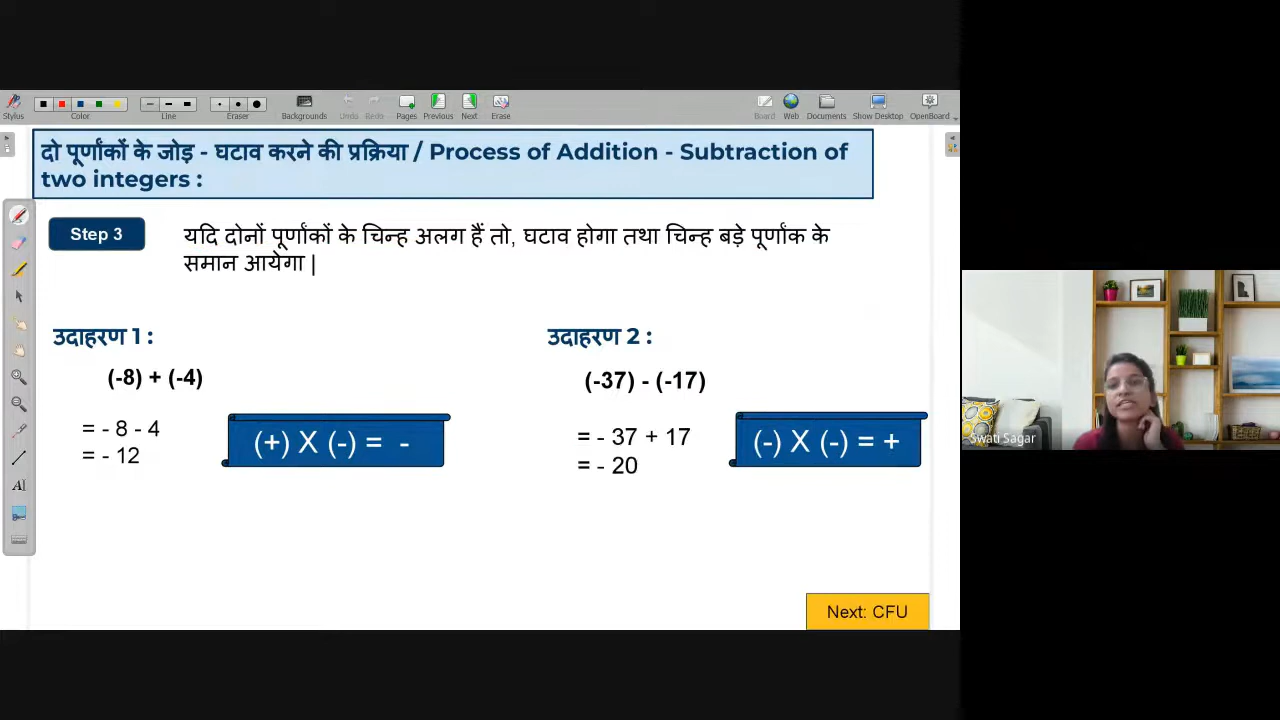 Stylus
Color
Line
Eraser
Backgrounds
Undo
Redo
Pages
Previous
Next
Erase
Board
Web
Documents
Show Desktop
OpenBoard
दो पूर्णांकों के जोड़ - घटाव करने की प्रक्रिया / Process of Addition - Subtraction of
two integers :
Step 3
यदि दोनों पूर्णांकों के चिन्ह अलग हैं तो, घटाव होगा तथा चिन्ह बड़े पूर्णांक के
समान आयेगा |
उदाहरण 1 :
(-8) + (-4)
= - 8 - 4
= - 12
(+) X (-) = -
उदाहरण 2 :
(-37) - (-17)
= - 37 + 17
= - 20
(-) X (-) = +
Next: CFU
Swati Sagar